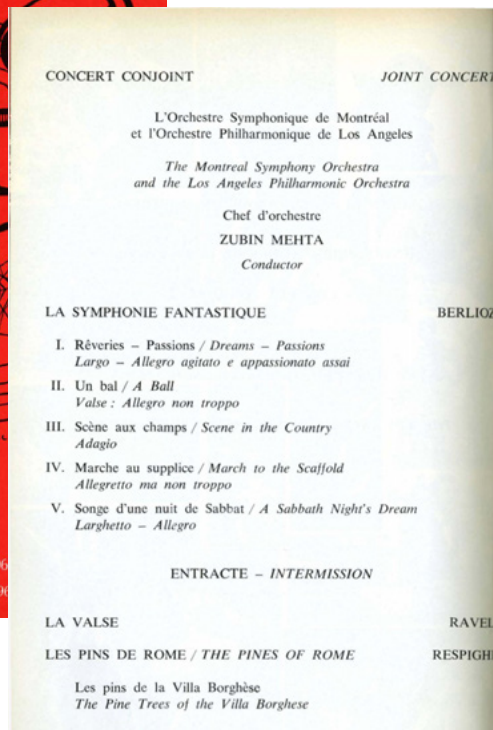 CONCERT CONJOINT JOINT CONCERT
L'Orchestre Symphonique de Montréal
et l'Orchestre Philharmonique de Los Angeles
The Montreal Symphony Orchestra
and the Los Angeles Philharmonic Orchestra
Chef d'orchestre
ZUBIN MEHTA
Conductor
LA SYMPHONIE FANTASTIQUE BERLIOZ
I. Rêveries – Passions / Dreams – Passions
Largo – Allegro agitato e appassionato assai
II. Un bal / A Ball
Valse : Allegro non troppo
III. Scène aux champs / Scene in the Country
Adagio
IV. Marche au supplice / March to the Scaffold
Allegretto ma non troppo
V. Songe d'une nuit de Sabbat / A Sabbath Night's Dream
Larghetto – Allegro
ENTRACTE – INTERMISSION
LA VALSE RAVEL
LES PINS DE ROME / THE PINES OF ROME RESPIGHI
Les pins de la Villa Borghèse
The Pine Trees of the Villa Borghese